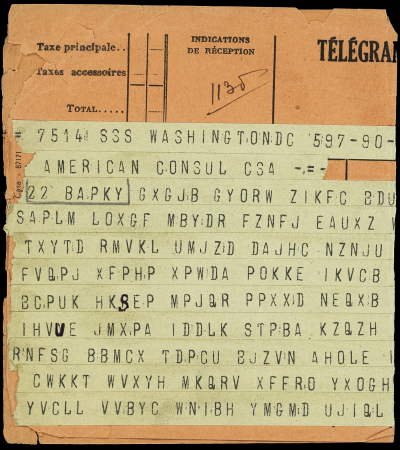 Taxe principale..
Taxes accessoires
TOTAL.....
INDICATIONS
DE RÉCEPTION
1135
TÉLÉGRA
7514 SSS WASHINGTONDC 597-90-
AMERICAN CONSUL CSA -=-
22 BAPKY GXGJB GYORW ZIKFC BDU
SAPLM LOXGF MBYDR FZNFJ EAUXZ
TXYTD RMVKL UMJZD DAJHC NZNJU
FVQPJ XFPHP XPWDA POKKE IKVCB
BCPUK HKSEP MPJQR PPXXD NEQXB
IHVUE JMXPA IDDLK STPBA KZQZH
RNFSG BBMCX TDPCU BJZVN AHOLE
CWKKT WVXYH MKQRV XFFRO YXOGH
YVCLL VVBYC WNIBH YMGMD UJIQL